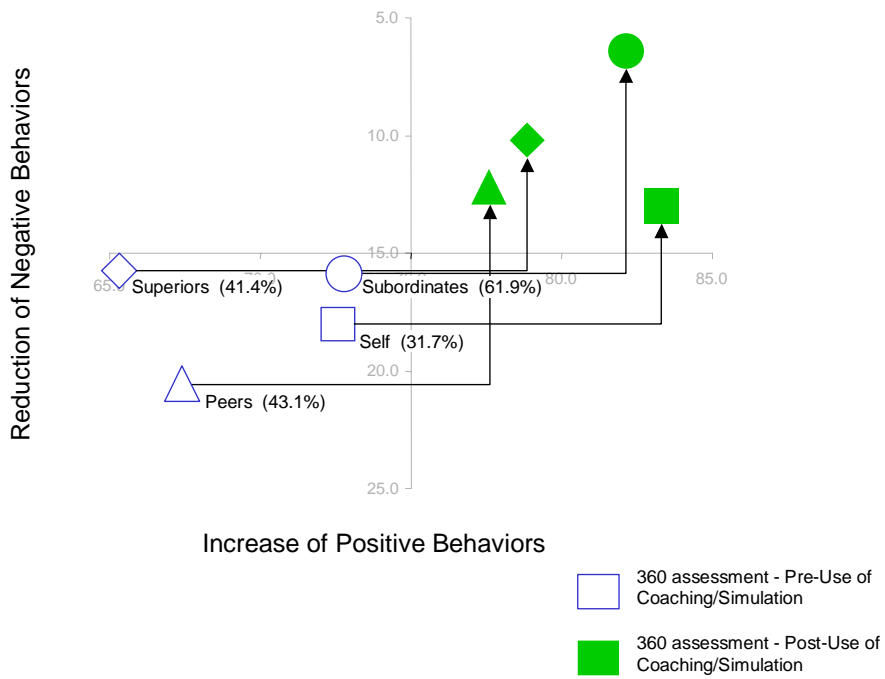 5.0
Reduction of Negative Behaviors
10.0
15.0
80.0
85.0
Superiors (41.4%)
Subordinates (61.9%)
Self (31.7%)
20.0
Peers (43.1%)
25.0
Increase of Positive Behaviors
360 assessment - Pre-Use of
Coaching/Simulation
360 assessment - Post-Use of
Coaching/Simulation